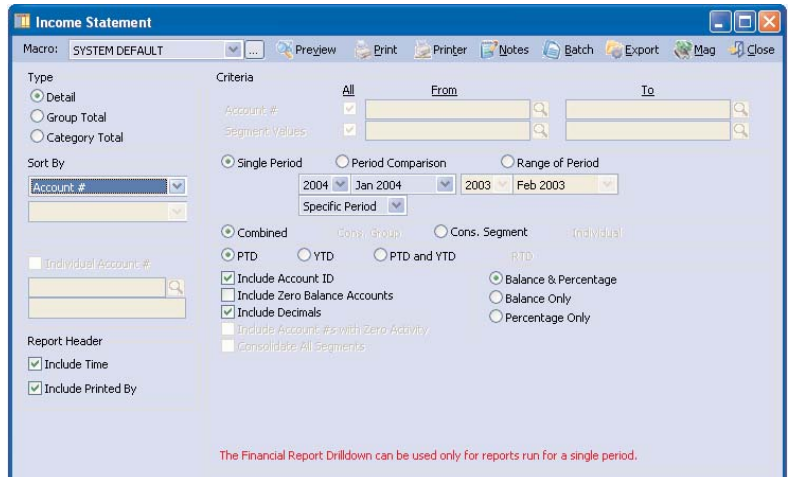 Income Statement
Macro: SYSTEM DEFAULT ... Preview Print Printer Notes Batch Export Mag Close
Type
Detail
Group Total
Category Total
Sort By
Account #
Individual Account #
Report Header
Include Time
Include Printed By
Criteria
All From To
Account #
Segment Values
Single Period Period Comparison Range of Period
2004 Jan 2004 2003 Feb 2003
Specific Period
Combined Cons. Group Cons. Segment Individual
PTD YTD PTD and YTD RTD
Include Account ID
Include Zero Balance Accounts
Include Decimals
Include Account #s with Zero Activity
Consolidate All Segments
Balance & Percentage
Balance Only
Percentage Only
The Financial Report Drilldown can be used only for reports run for a single period.